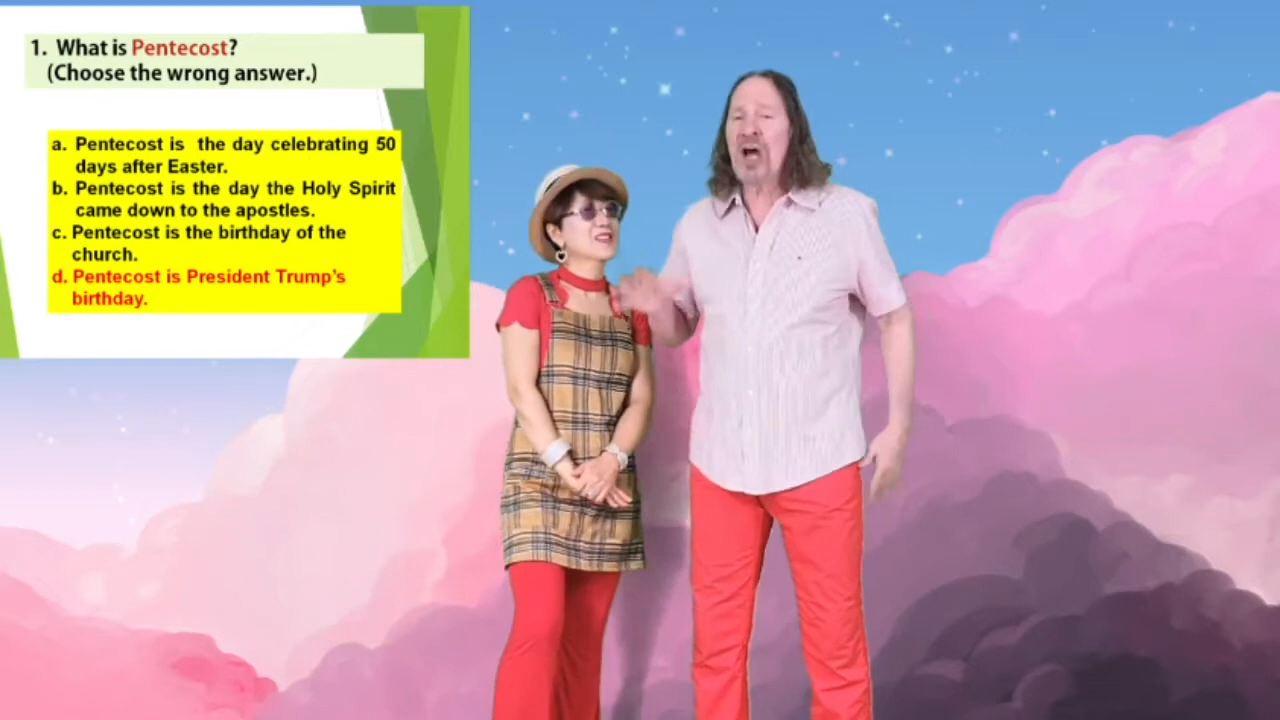 1. What is Pentecost?
(Choose the wrong answer.)
a. Pentecost is the day celebrating 50
days after Easter.
b. Pentecost is the day the Holy Spirit
came down to the apostles.
c. Pentecost is the birthday of the
church.
d. Pentecost is President Trump's
birthday.